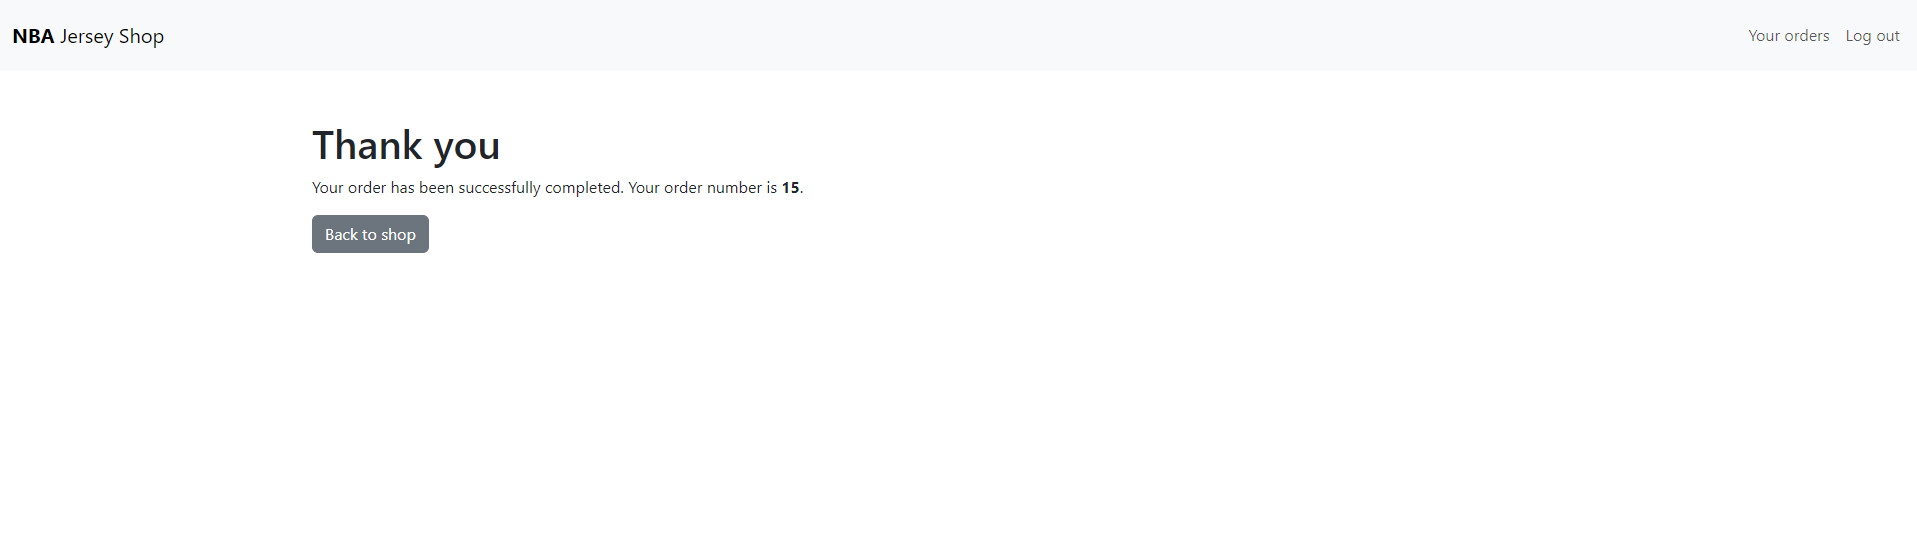 NBA Jersey Shop Your orders Log out
Thank you
Your order has been successfully completed. Your order number is 15.
Back to shop